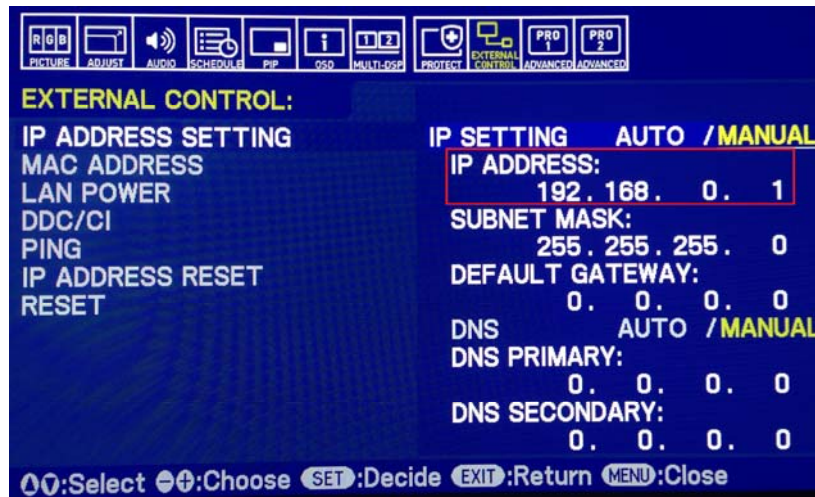 RGB PICTURE
ADJUST
AUDIO
SCHEDULE
PIP
i OSD
1 2 MULTI-DSP
PROTECT
EXTERNAL CONTROL
PRO 1 ADVANCED
PRO 2 ADVANCED
EXTERNAL CONTROL:
IP ADDRESS SETTING IP SETTING AUTO /MANUAL
MAC ADDRESS IP ADDRESS:
LAN POWER 192.168. 0. 1
DDC/CI SUBNET MASK:
PING 255.255.255. 0
IP ADDRESS RESET DEFAULT GATEWAY:
RESET 0. 0. 0. 0
DNS AUTO /MANUAL
DNS PRIMARY:
0. 0. 0. 0
DNS SECONDARY:
0. 0. 0. 0
:Select :Choose SET:Decide EXIT:Return MENU:Close